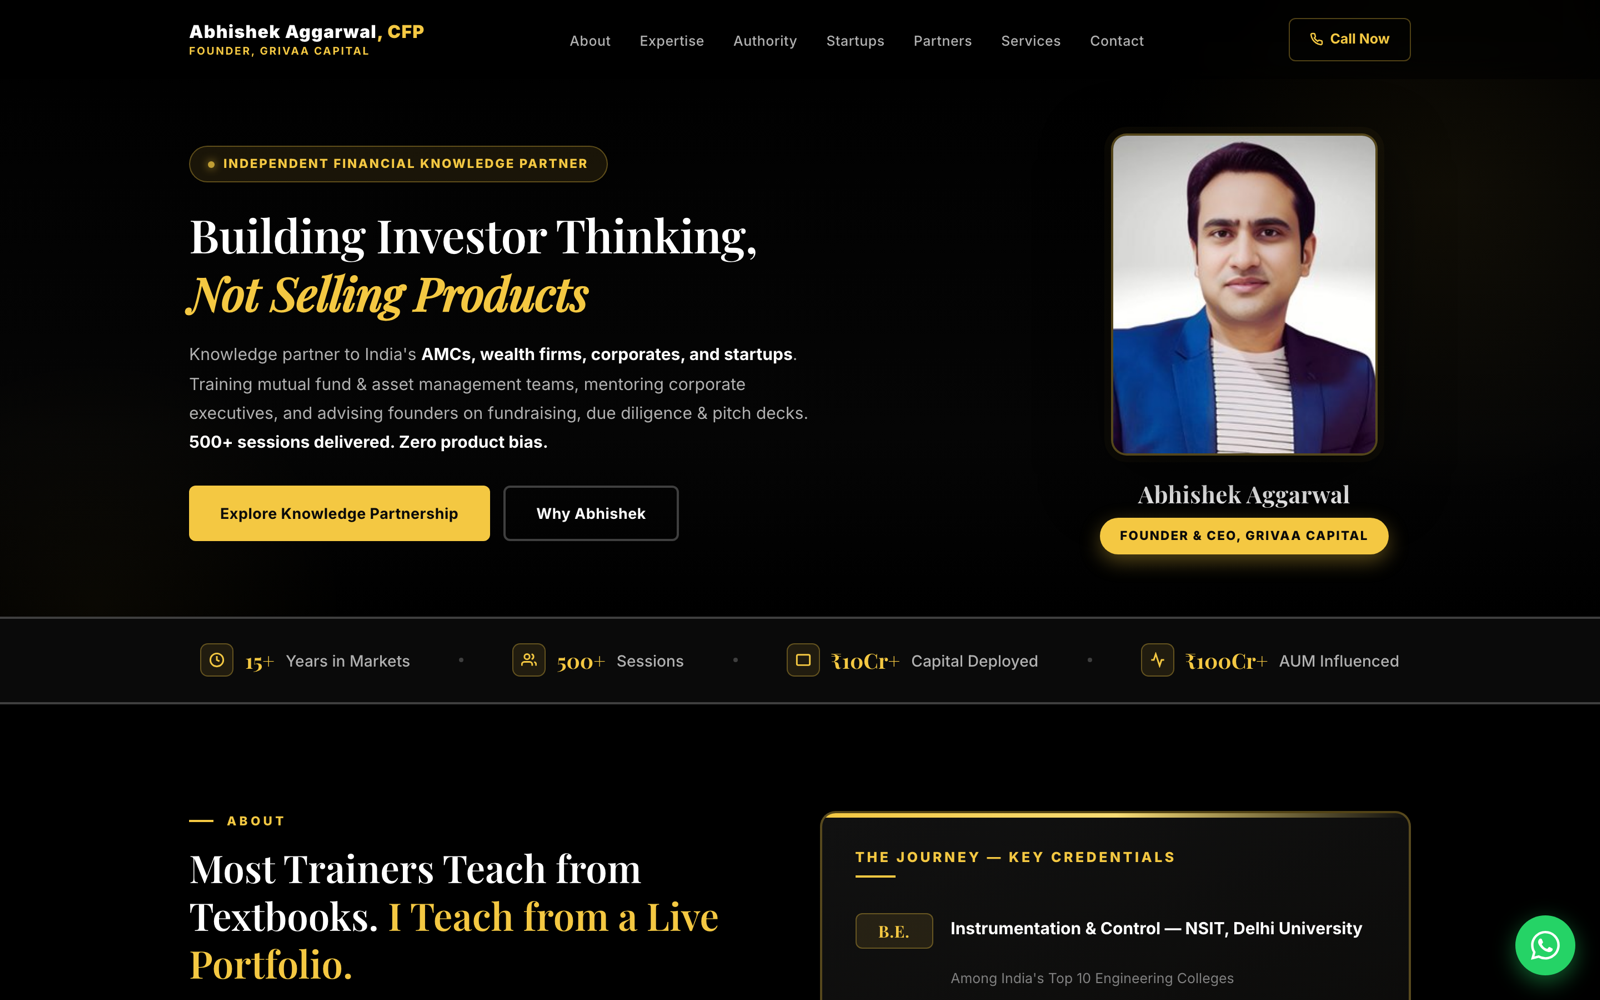 Abhishek Aggarwal, CFP
FOUNDER, GRIVAA CAPITAL
About
Expertise
Authority
Startups
Partners
Services
Contact
Call Now
INDEPENDENT FINANCIAL KNOWLEDGE PARTNER
Building Investor Thinking,
Not Selling Products
Knowledge partner to India's AMCs, wealth firms, corporates, and startups.
Training mutual fund & asset management teams, mentoring corporate
executives, and advising founders on fundraising, due diligence & pitch decks.
500+ sessions delivered. Zero product bias.
Explore Knowledge Partnership
Why Abhishek
Abhishek Aggarwal
FOUNDER & CEO, GRIVAA CAPITAL
15+ Years in Markets
500+ Sessions
₹10Cr+ Capital Deployed
₹100Cr+ AUM Influenced
ABOUT
Most Trainers Teach from
Textbooks. I Teach from a Live
Portfolio.
THE JOURNEY — KEY CREDENTIALS
B.E.
Instrumentation & Control — NSIT, Delhi University
Among India's Top 10 Engineering Colleges